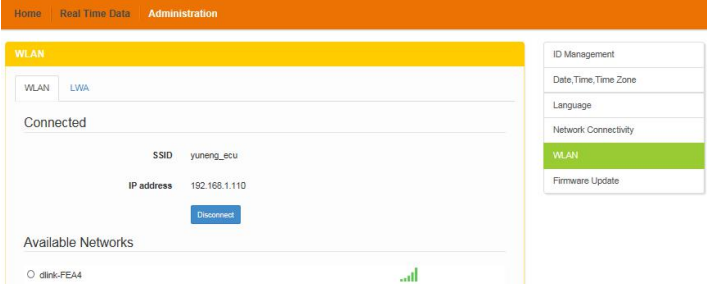 Home Real Time Data Administration
WLAN
WLAN LWA
Connected
SSID yuneng_ecu
IP address 192.168.1.110
Disconnect
Available Networks
dlink-FEA4
ID Management
Date,Time,Time Zone
Language
Network Connectivity
WLAN
Firmware Update